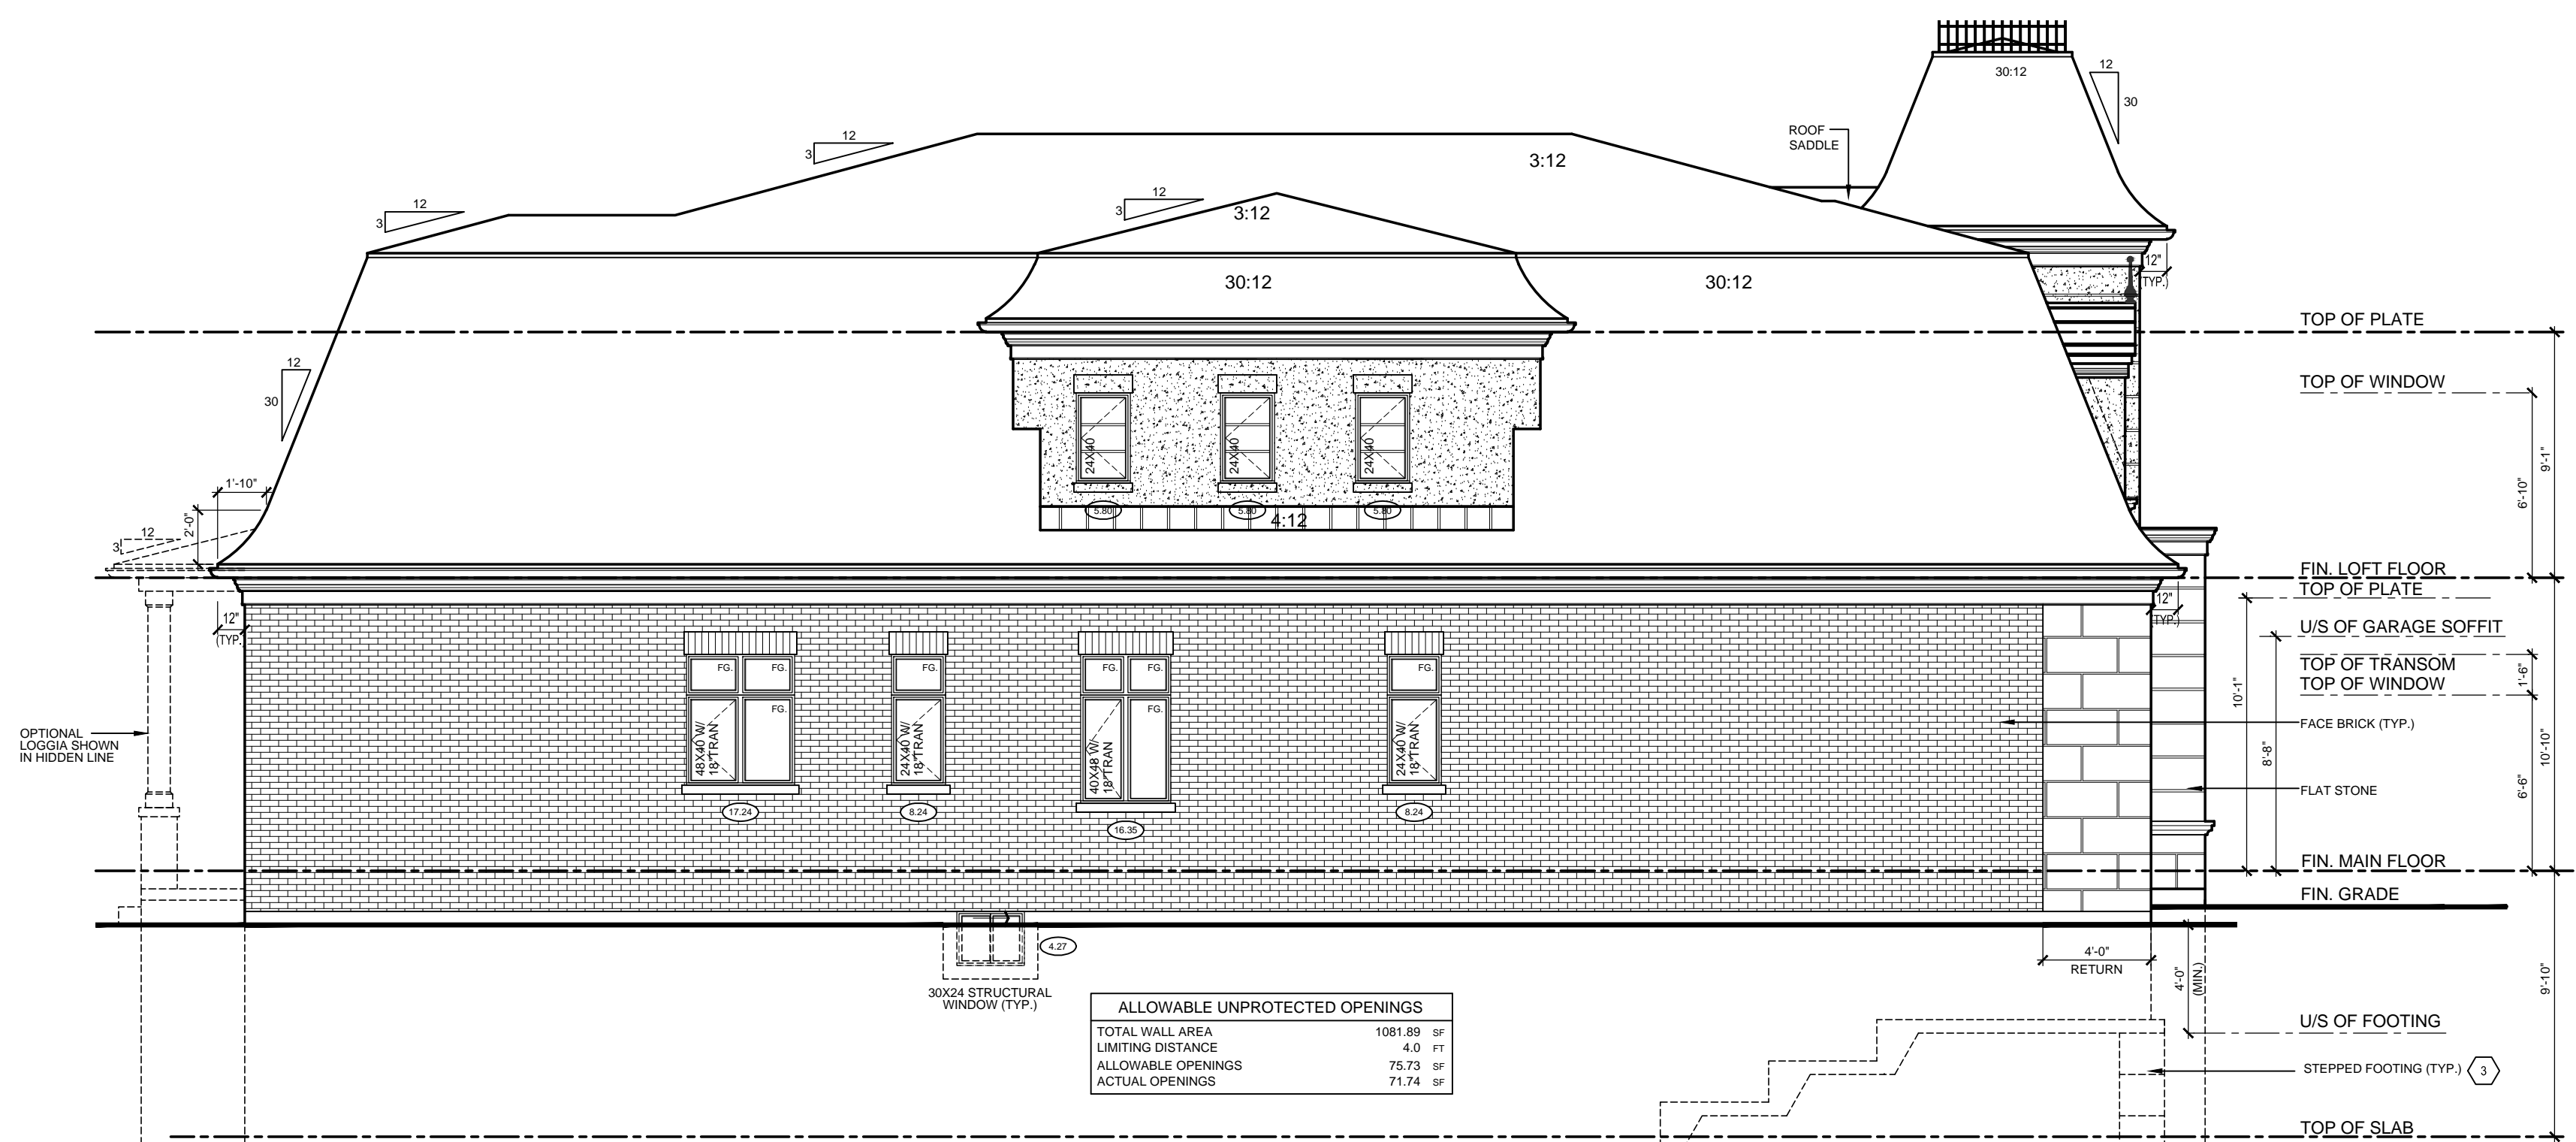 30:12
12
30
ROOF
SADDLE
12
3
3:12
12
3
12
3
3:12
30:12
30:12
12"
(TYP.)
TOP OF PLATE
12
30
TOP OF WINDOW
24X40
24X40
24X40
9'-1"
6'-10"
1'-10"
2'-0"
12
3
5.80
5.80
5.80
4:12
FIN. LOFT FLOOR
TOP OF PLATE
12"
(TYP.)
12"
(TYP.)
U/S OF GARAGE SOFFIT
TOP OF TRANSOM
TOP OF WINDOW
1'-6"
10'-1"
FG.
FG.
FG.
FG.
FG.
FG.
FG.
FG.
48X40 W/
18"TRAN
24X40 W/
18"TRAN
40X48 W/
18"TRAN
24X40 W/
18"TRAN
FACE BRICK (TYP.)
OPTIONAL
LOGGIA SHOWN
IN HIDDEN LINE
8'-8"
10'-10"
6'-6"
FLAT STONE
17.24
8.24
16.35
8.24
FIN. MAIN FLOOR
FIN. GRADE
4.27
4'-0"
RETURN
4'-0"
(MIN.)
9'-10"
30X24 STRUCTURAL
WINDOW (TYP.)
ALLOWABLE UNPROTECTED OPENINGS
TOTAL WALL AREA 1081.89 SF
LIMITING DISTANCE 4.0 FT
ALLOWABLE OPENINGS 75.73 SF
ACTUAL OPENINGS 71.74 SF
U/S OF FOOTING
STEPPED FOOTING (TYP.) 3
TOP OF SLAB